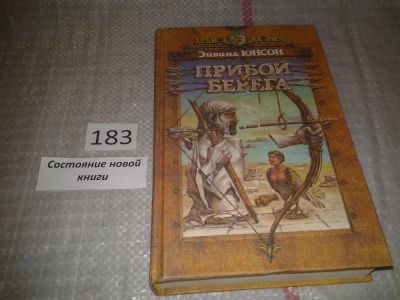 183
Состояние новой
книги
Эйвинд ЮНСОН
ПРИБОЙ
И
БЕРЕГА